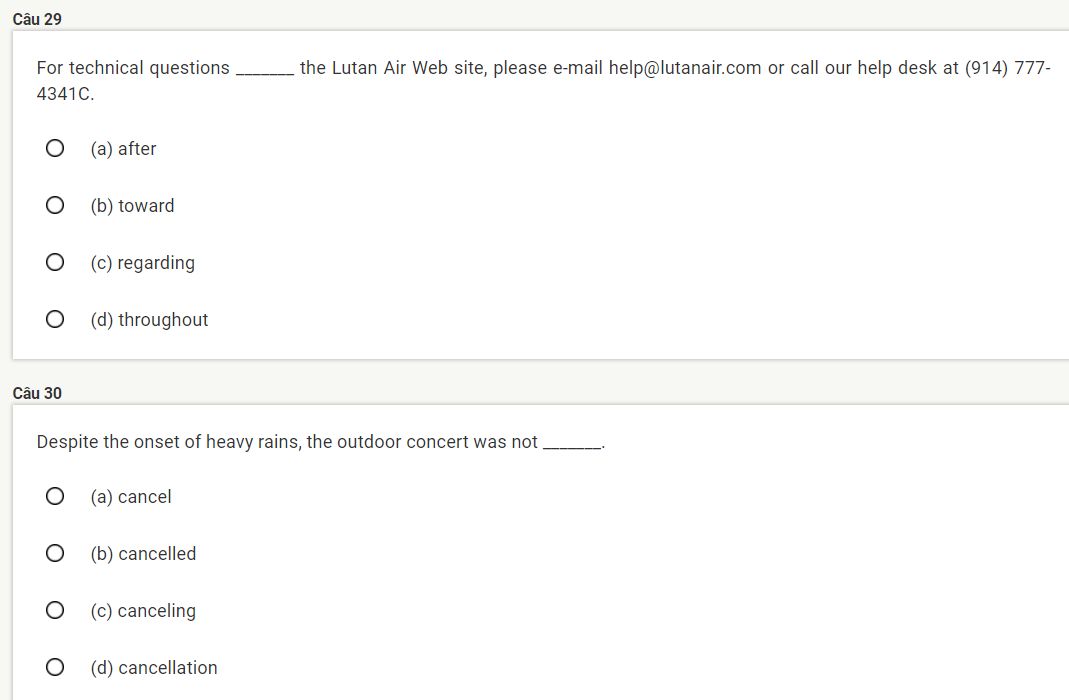 Câu 29
For technical questions _______ the Lutan Air Web site, please e-mail help@lutanair.com or call our help desk at (914) 777-
4341C.
(a) after
(b) toward
(c) regarding
(d) throughout
Câu 30
Despite the onset of heavy rains, the outdoor concert was not _______.
(a) cancel
(b) cancelled
(c) canceling
(d) cancellation